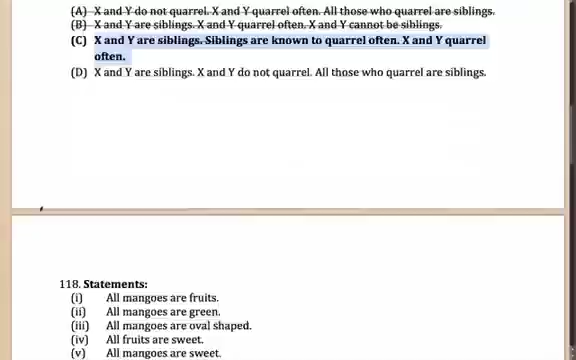 (A) X and Y do not quarrel. X and Y quarrel often. All those who quarrel are siblings.
(B) X and Y are siblings. X and Y quarrel often. X and Y cannot be siblings.
(C) X and Y are siblings. Siblings are known to quarrel often. X and Y quarrel
often.
(D) X and Y are siblings. X and Y do not quarrel. All those who quarrel are siblings.
118. Statements:
(i) All mangoes are fruits.
(ii) All mangoes are green.
(iii) All mangoes are oval shaped.
(iv) All fruits are sweet.
(v) All mangoes are sweet.